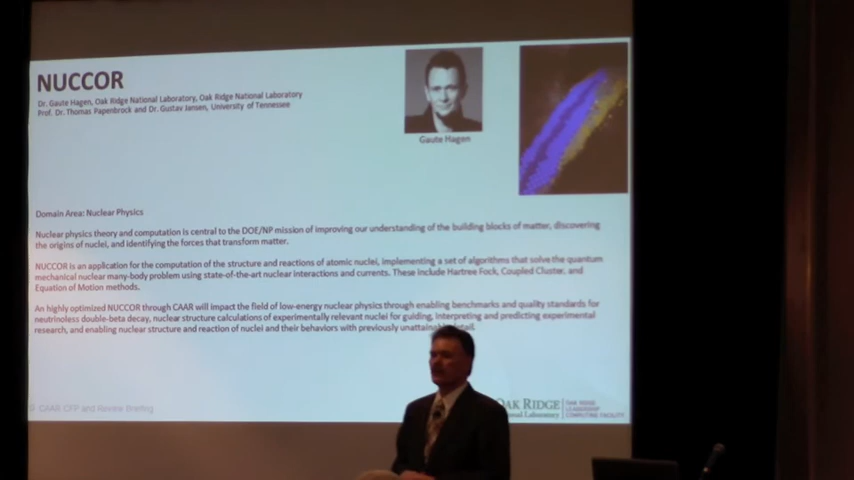 NUCCOR
Dr. Gaute Hagen, Oak Ridge National Laboratory, Oak Ridge National Laboratory
Prof. Dr. Thomas Papenbrock and Dr. Gustav Jansen, University of Tennessee
Gaute Hagen
Domain Area: Nuclear Physics
Nuclear physics theory and computation is central to the DOE/NP mission of improving our understanding of the building blocks of matter, discovering
the origins of nuclei, and identifying the forces that transform matter.
NUCCOR is an application for the computation of the structure and reactions of atomic nuclei, implementing a set of algorithms that solve the quantum
mechanical nuclear many-body problem using state-of-the-art nuclear interactions and currents. These include Hartree Fock, Coupled Cluster, and
Equation of Motion methods.
An highly optimized NUCCOR through CAAR will impact the field of low-energy nuclear physics through enabling benchmarks and quality standards for
neutrinoless double-beta decay, nuclear structure calculations of experimentally relevant nuclei for guiding, interpreting and predicting experimental
research, and enabling nuclear structure and reaction of nuclei and their behaviors with previously
CAAR CFP and
OAK RIDGE
National Laboratory
OAK RIDGE
LEADERSHIP
COMPUTING FACILITY